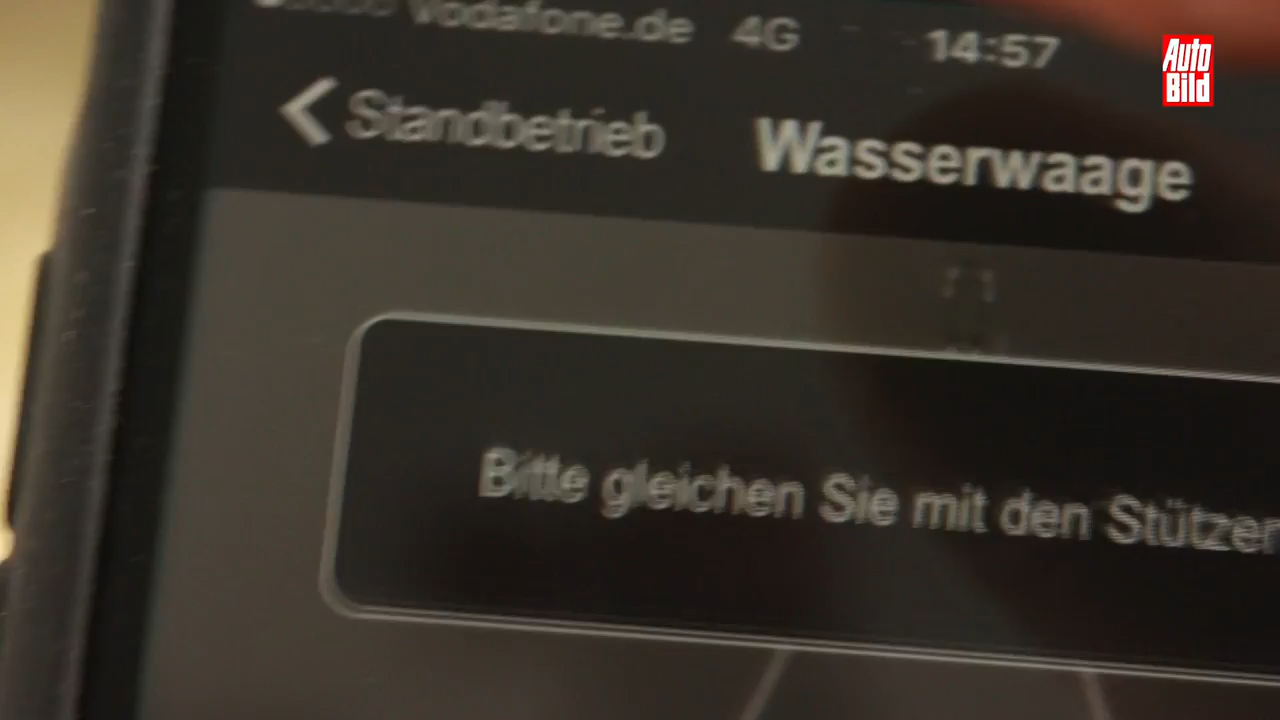 Vodafone.de 4G 14:57
Auto
Bild
Standbetrieb Wasserwaage
Bitte gleichen Sie mit den Stützen